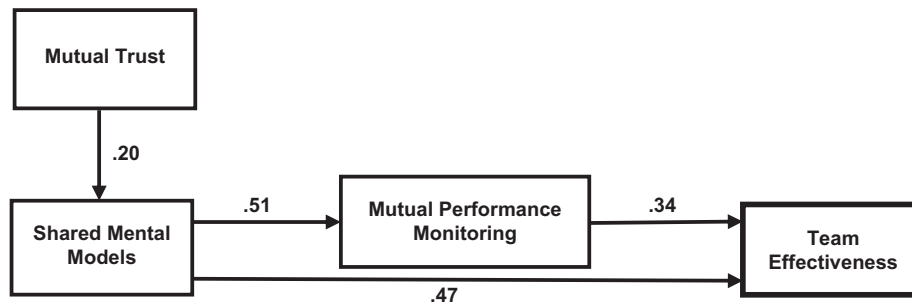 Mutual Trust
.20
.51
.34
Shared Mental
Models
Mutual Performance
Monitoring
Team
Effectiveness
.47